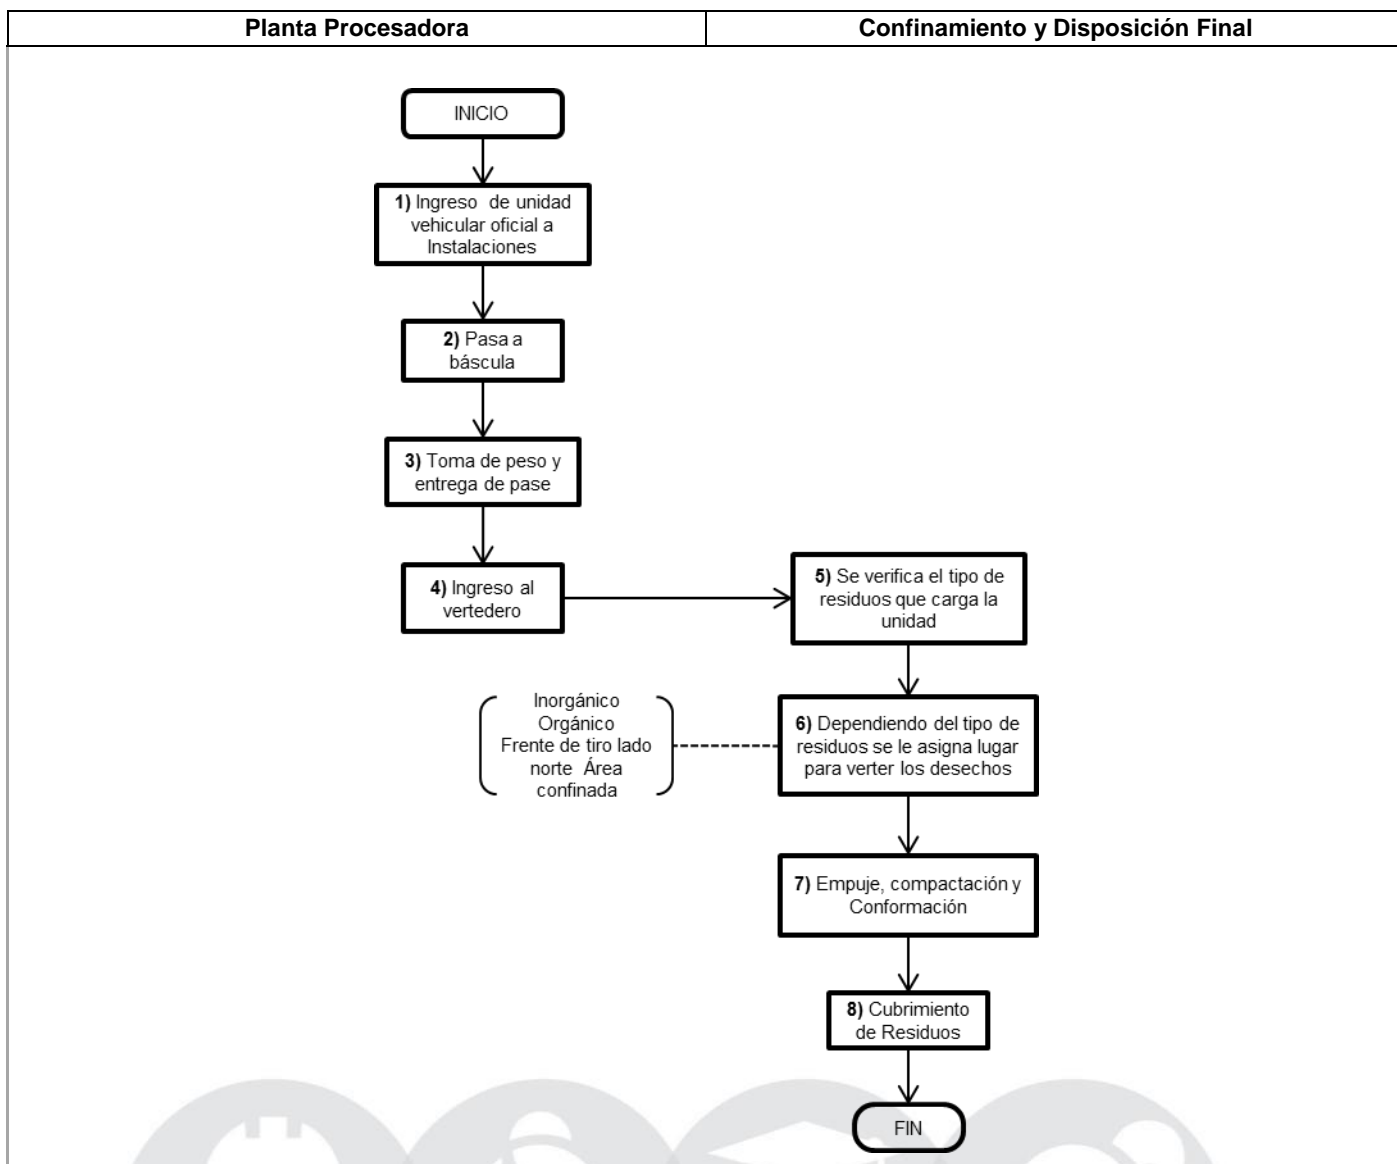 Planta Procesadora
Confinamiento y Disposición Final
INICIO
1) Ingreso de unidad
vehicular oficial a
Instalaciones
2) Pasa a
báscula
3) Toma de peso y
entrega de pase
4) Ingreso al
vertedero
5) Se verifica el tipo de
residuos que carga la
unidad
Inorgánico
Orgánico
Frente de tiro lado
norte Área
confinada
6) Dependiendo del tipo de
residuos se le asigna lugar
para verter los desechos
7) Empuje, compactación y
Conformación
8) Cubrimiento
de Residuos
FIN